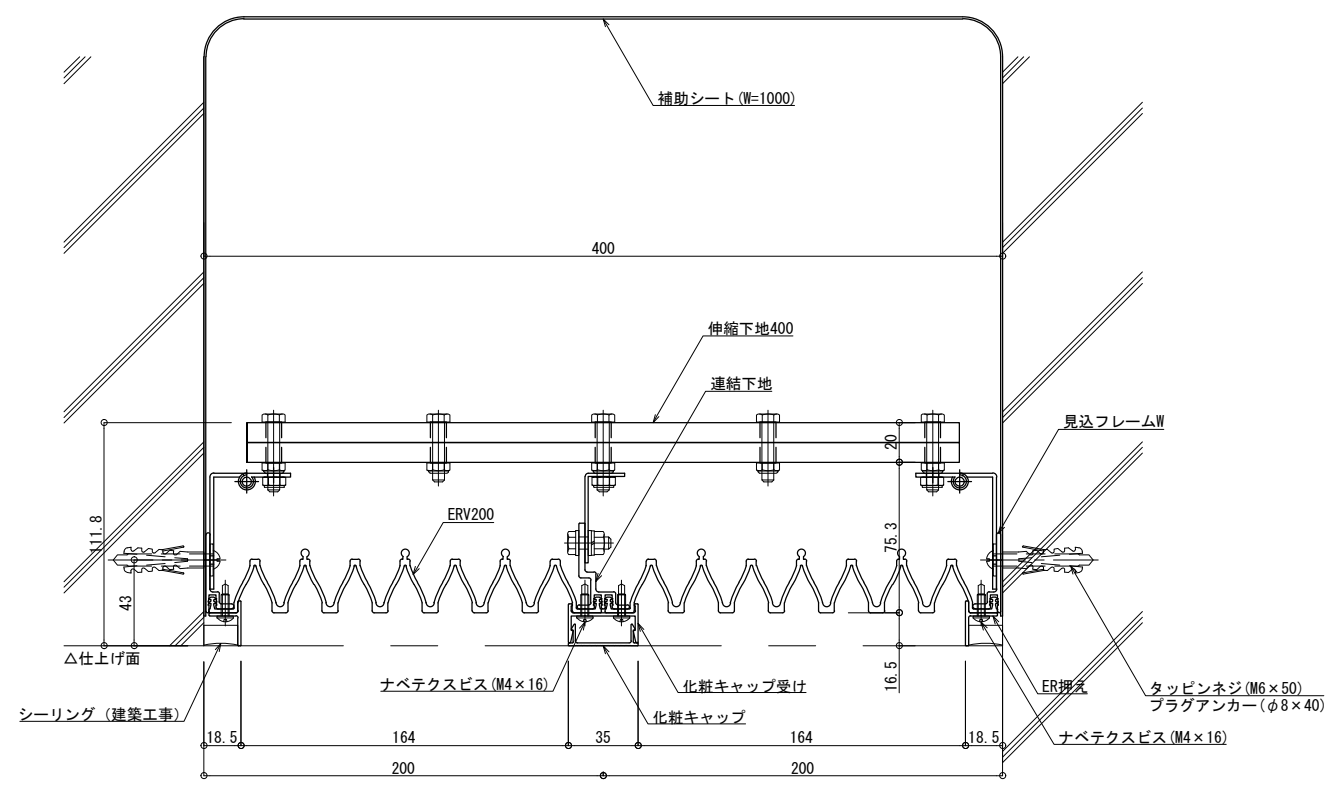 補助シート(W=1000)
400
伸縮下地400
連結下地
見込フレームW
20
ERV200
111.8
75.3
43
△仕上げ面
16.5
ナベテクスビス(M4×16)
化粧キャップ受け
ER押え
タッピンネジ(M6×50)
プラグアンカー(φ8×40)
シーリング（建築工事）
化粧キャップ
ナベテクスビス(M4×16)
18.5
164
35
164
18.5
200
200